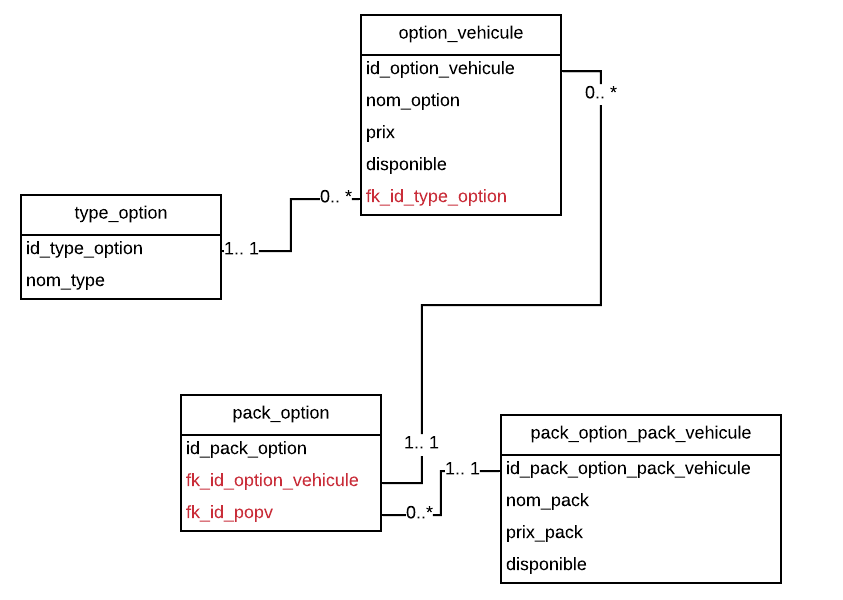 option_vehicule
id_option_vehicule
nom_option
prix
disponible
fk_id_type_option
0.. *
0.. *
type_option
id_type_option
nom_type
1.. 1
pack_option
id_pack_option
fk_id_option_vehicule
fk_id_popv
1.. 1
1.. 1
0..*
pack_option_pack_vehicule
id_pack_option_pack_vehicule
nom_pack
prix_pack
disponible